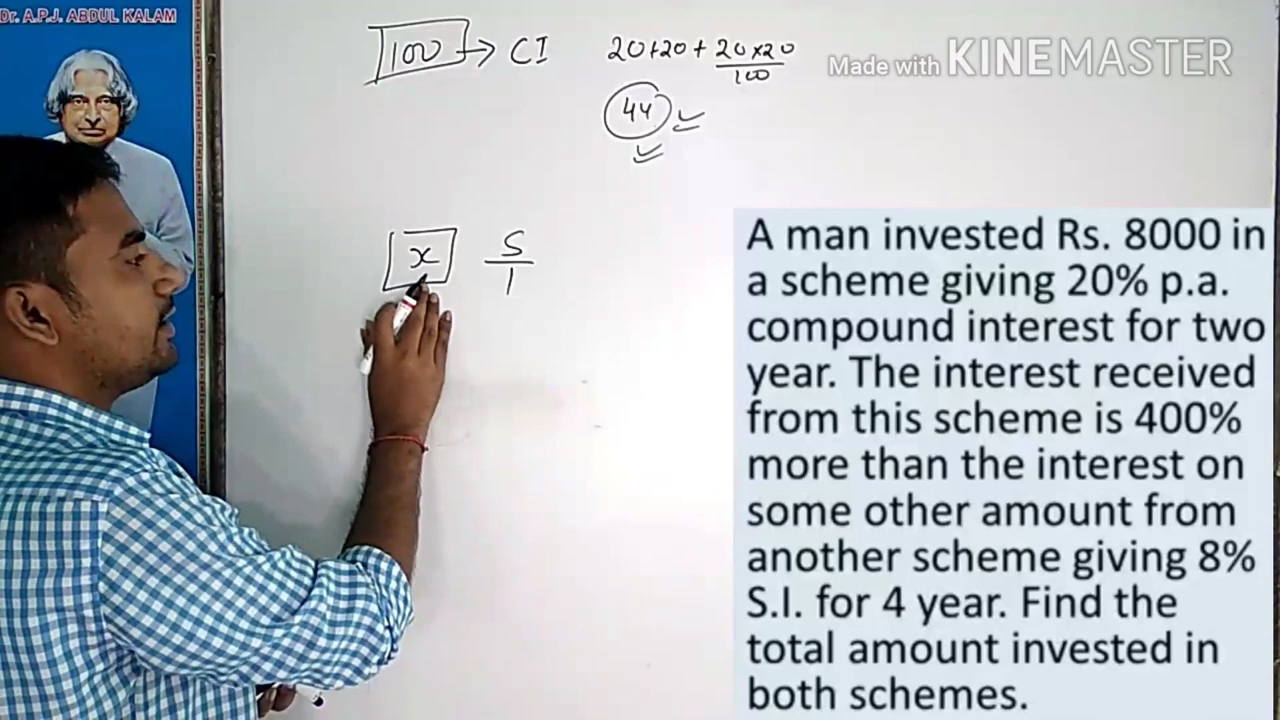 Dr. A.P.J. ABDUL KALAM
100 → CI 20+20+ 20×20/100
Made with KINEMASTER
44
x S/1
A man invested Rs. 8000 in
a scheme giving 20% p.a.
compound interest for two
year. The interest received
from this scheme is 400%
more than the interest on
some other amount from
another scheme giving 8%
S.I. for 4 year. Find the
total amount invested in
both schemes.